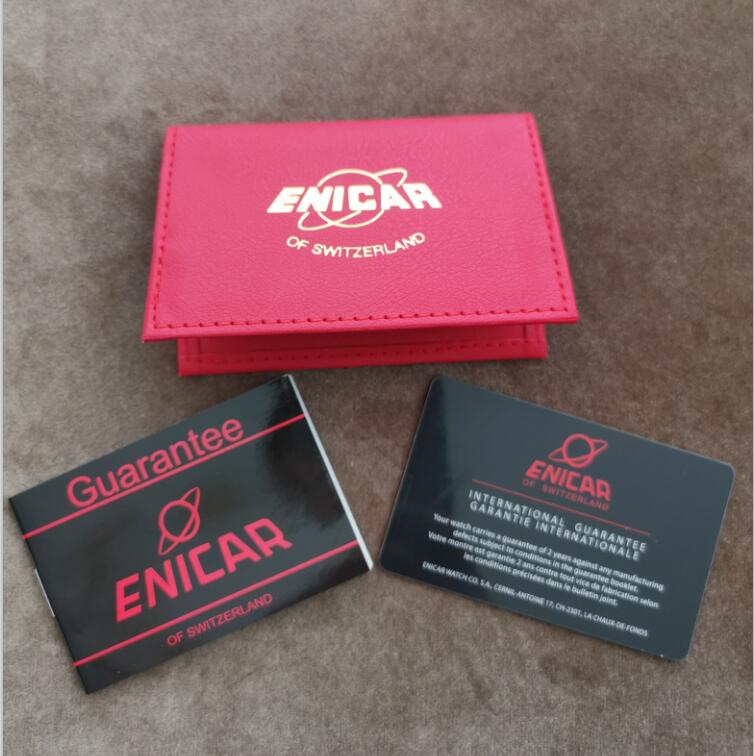 ENICAR
OF SWITZERLAND
Guarantee
ENICAR
OF SWITZERLAND
ENICAR
OF SWITZERLAND
INTERNATIONAL GUARANTEE
GARANTIE INTERNATIONALE
Your watch carries a guarantee of 2 years against any manufacturing
defects subject to conditions in the guarantee booklet.
Votre montre est garantie 2 ans contre tout vice de fabrication selon
les conditions précisées dans le bulletin joint.
ENICAR WATCH CO. S.A., CERNIL-ANTOINE 17, CH-2301, LA CHAUX-DE-FONDS